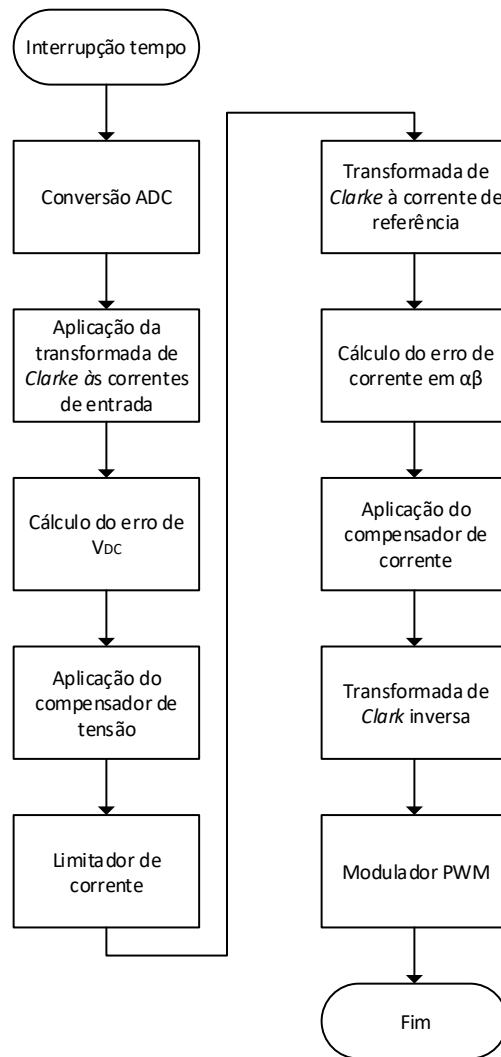 Interrupção tempo
Conversão ADC
Aplicação da
transformada de
Clarke às correntes
de entrada
Cálculo do erro de
VDC
Aplicação do
compensador de
tensão
Limitador de
corrente
Transformada de
Clarke à corrente de
referência
Cálculo do erro de
corrente em αβ
Aplicação do
compensador de
corrente
Transformada de
Clark inversa
Modulador PWM
Fim